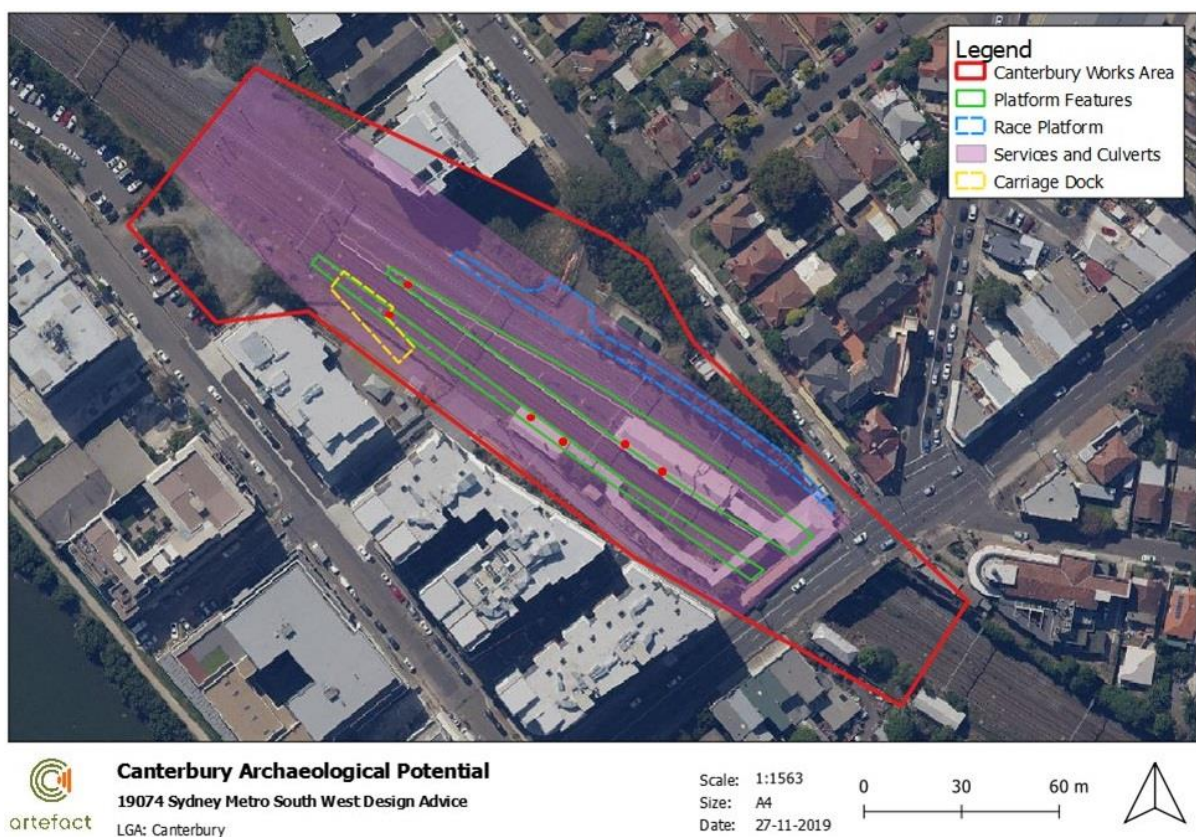 Legend
Canterbury Works Area
Platform Features
Race Platform
Services and Culverts
Carriage Dock
artefact
Canterbury Archaeological Potential
19074 Sydney Metro South West Design Advice
LGA: Canterbury
Scale: 1:1563
Size: A4
Date: 27-11-2019
0 30 60 m